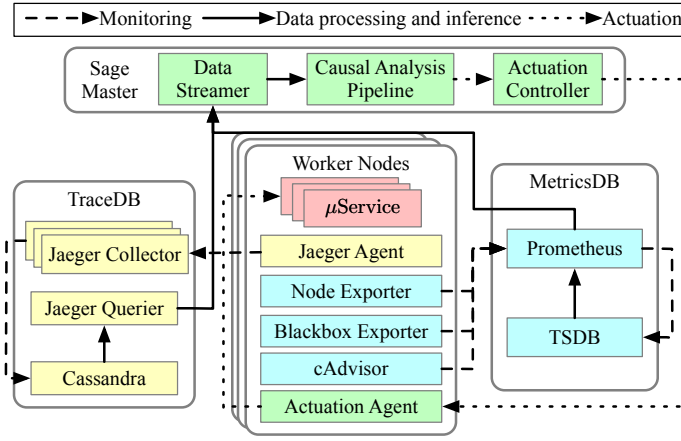 Monitoring
Data processing and inference
Actuation
Sage
Master
Data
Streamer
Causal Analysis
Pipeline
Actuation
Controller
TraceDB
Jaeger Collector
Jaeger Querier
Cassandra
Worker Nodes
μService
Jaeger Agent
Node Exporter
Blackbox Exporter
cAdvisor
Actuation Agent
MetricsDB
Prometheus
TSDB